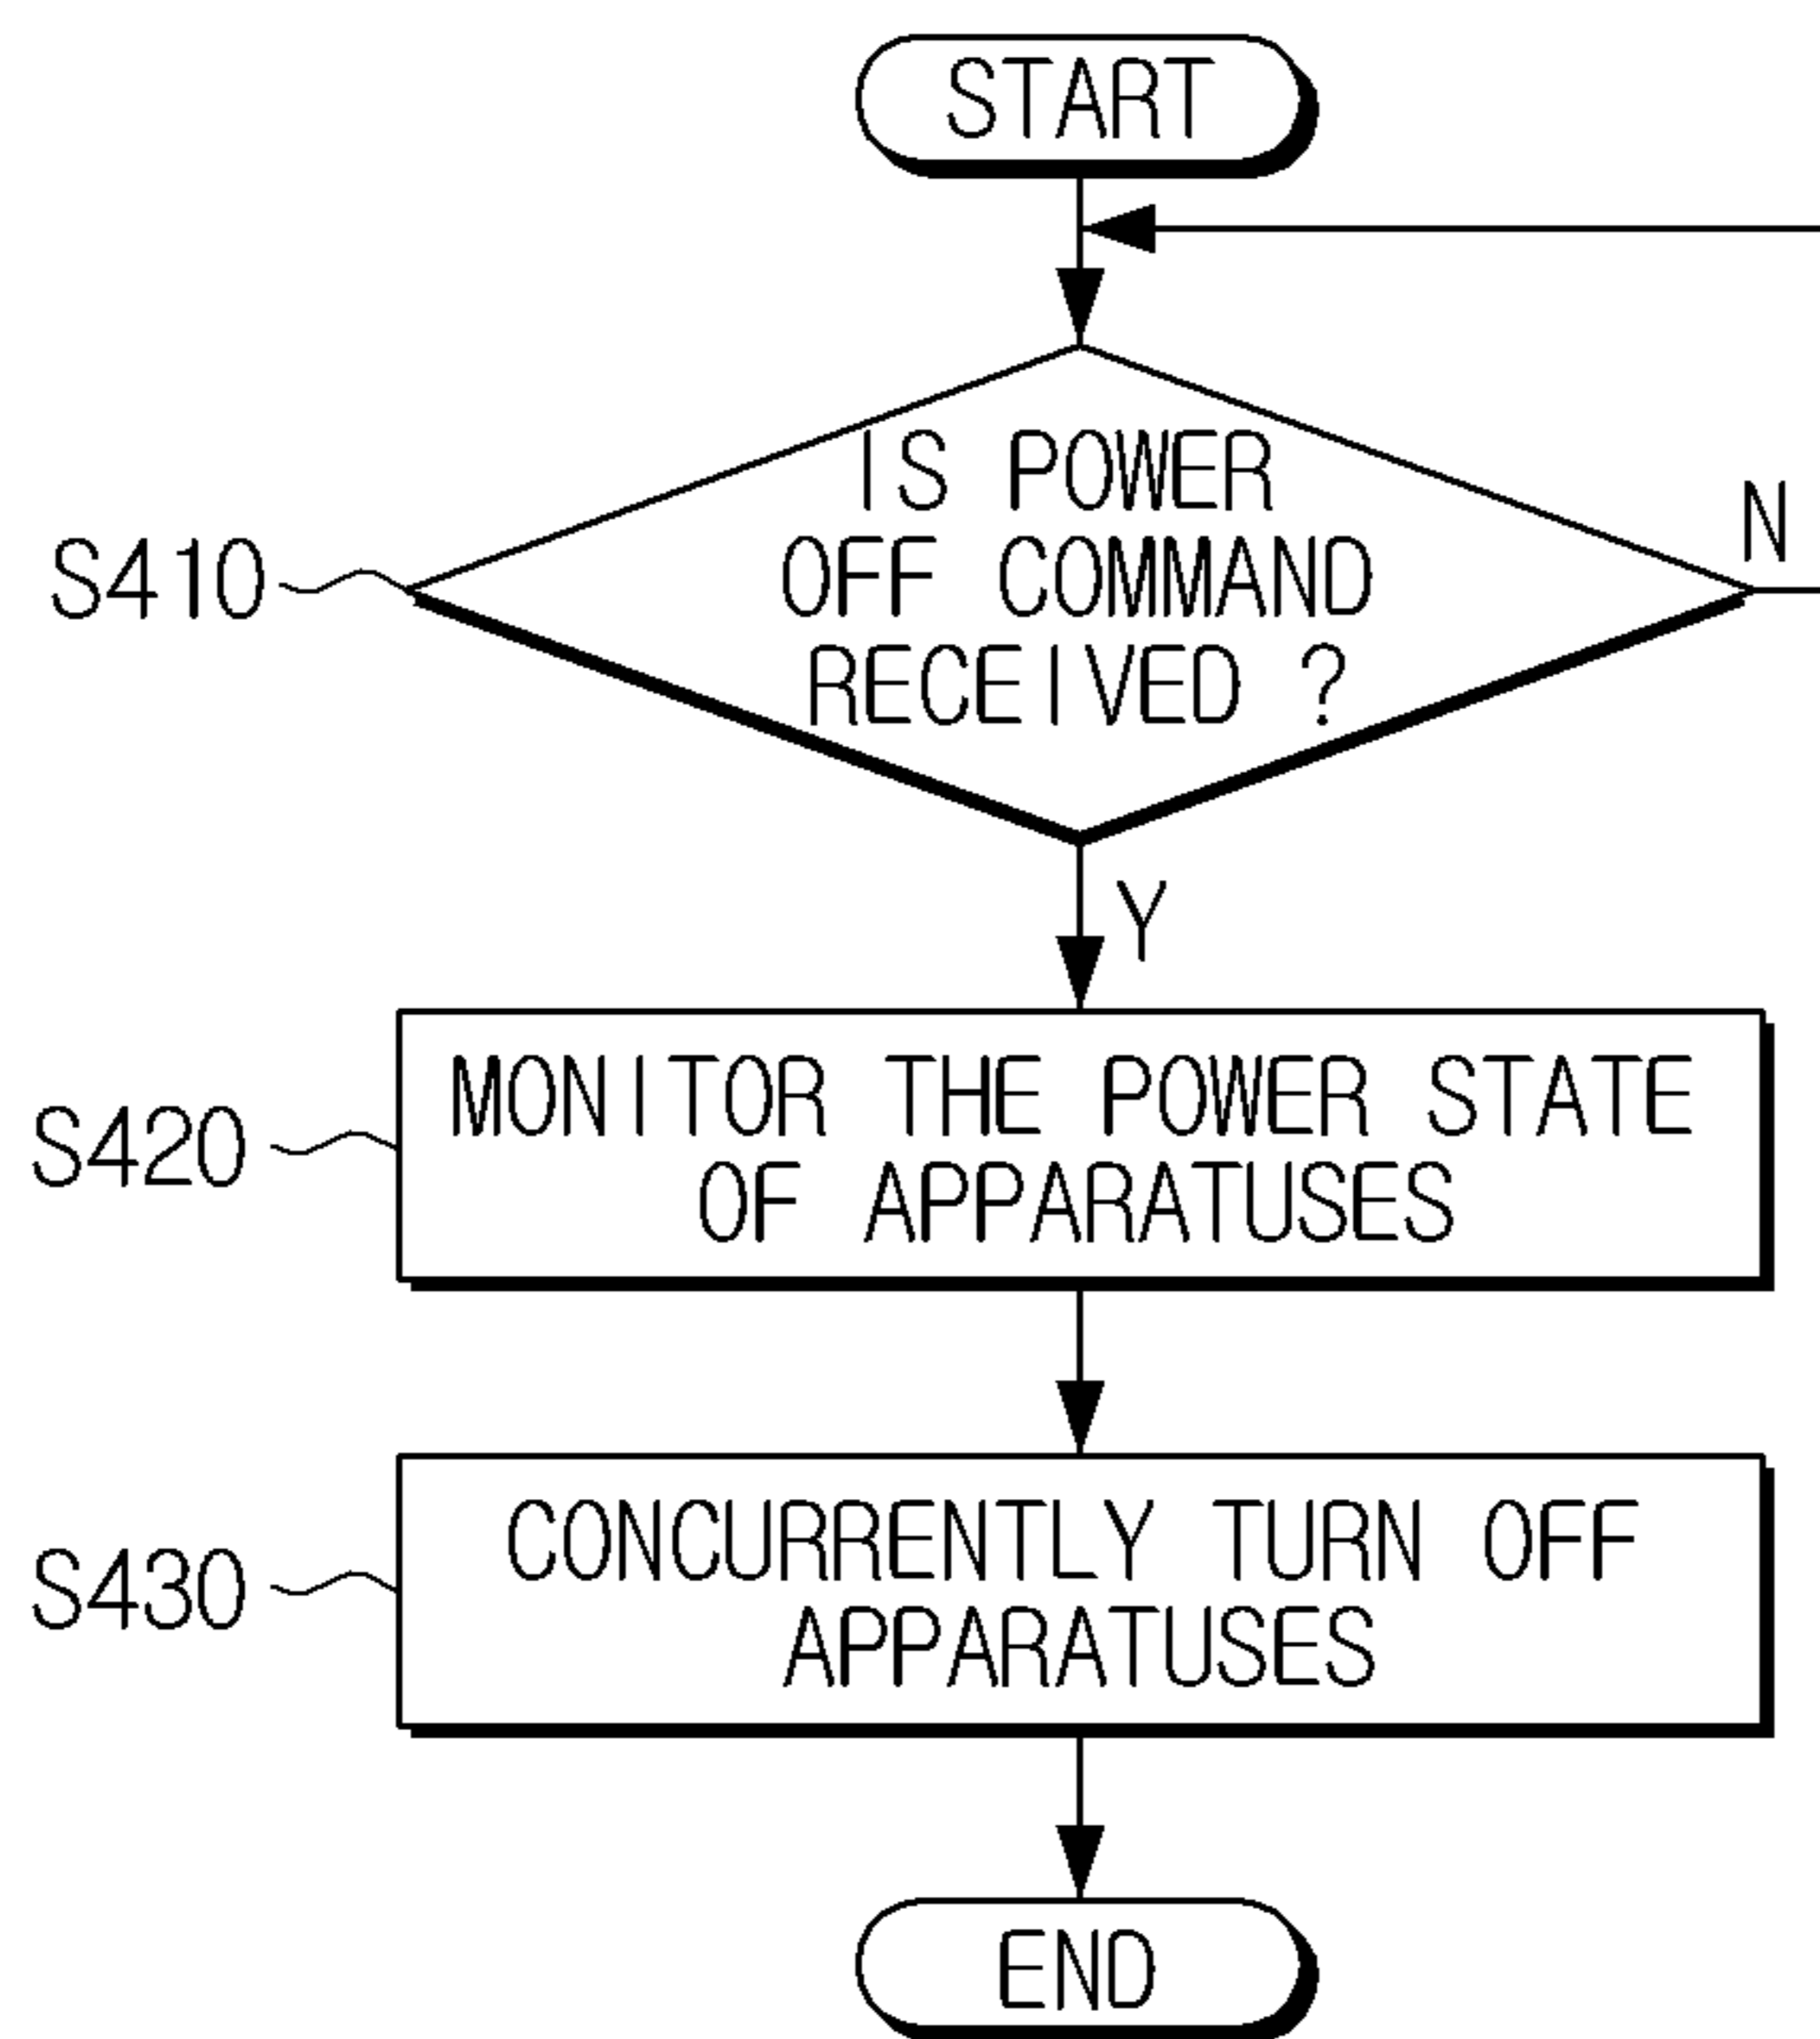 START
IS POWER
OFF COMMAND
RECEIVED ?
S410
N
Y
MONITOR THE POWER STATE
OF APPARATUSES
S420
CONCURRENTLY TURN OFF
APPARATUSES
S430
END